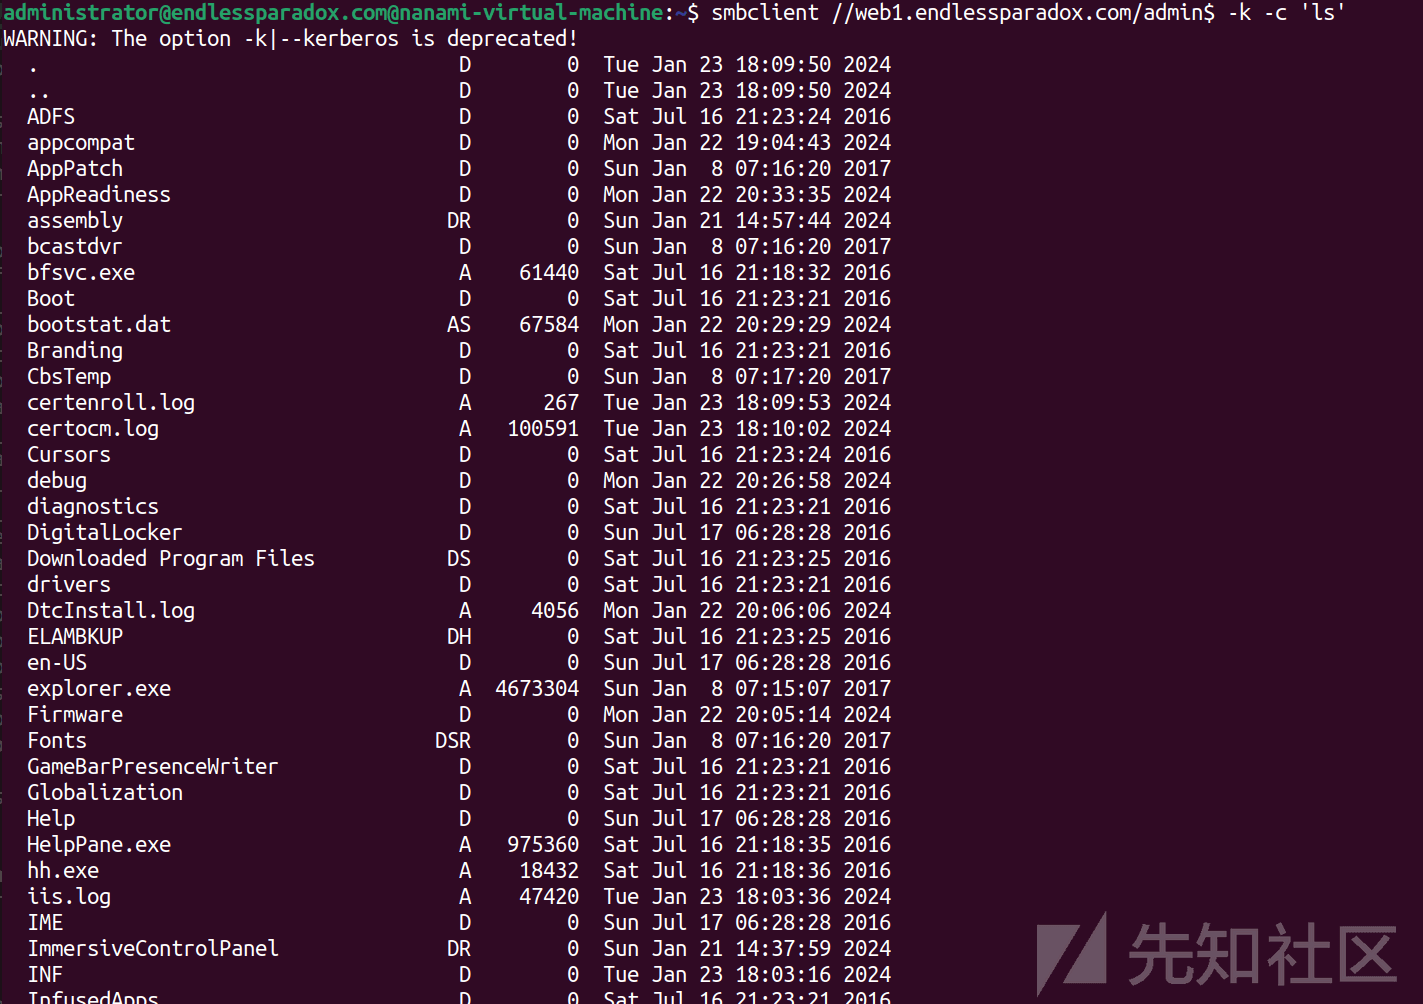 administrator@endlessparadox.com@nanami-virtual-machine:~$ smbclient //web1.endlessparadox.com/admin$ -k -c 'ls'
WARNING: The option -k|--kerberos is deprecated!
  .                                   D        0  Tue Jan 23 18:09:50 2024
  ..                                  D        0  Tue Jan 23 18:09:50 2024
  ADFS                                D        0  Sat Jul 16 21:23:24 2016
  appcompat                           D        0  Mon Jan 22 19:04:43 2024
  AppPatch                            D        0  Sun Jan  8 07:16:20 2017
  AppReadiness                        D        0  Mon Jan 22 20:33:35 2024
  assembly                           DR        0  Sun Jan 21 14:57:44 2024
  bcastdvr                            D        0  Sun Jan  8 07:16:20 2017
  bfsvc.exe                           A    61440  Sat Jul 16 21:18:32 2016
  Boot                                D        0  Sat Jul 16 21:23:21 2016
  bootstat.dat                       AS    67584  Mon Jan 22 20:29:29 2024
  Branding                            D        0  Sat Jul 16 21:23:21 2016
  CbsTemp                             D        0  Sun Jan  8 07:17:20 2017
  certenroll.log                      A      267  Tue Jan 23 18:09:53 2024
  certocm.log                         A   100591  Tue Jan 23 18:10:02 2024
  Cursors                             D        0  Sat Jul 16 21:23:24 2016
  debug                               D        0  Mon Jan 22 20:26:58 2024
  diagnostics                         D        0  Sat Jul 16 21:23:21 2016
  DigitalLocker                       D        0  Sun Jul 17 06:28:28 2016
  Downloaded Program Files           DS        0  Sat Jul 16 21:23:25 2016
  drivers                             D        0  Sat Jul 16 21:23:21 2016
  DtcInstall.log                      A     4056  Mon Jan 22 20:06:06 2024
  ELAMBKUP                           DH        0  Sat Jul 16 21:23:25 2016
  en-US                               D        0  Sun Jul 17 06:28:28 2016
  explorer.exe                        A  4673304  Sun Jan  8 07:15:07 2017
  Firmware                            D        0  Mon Jan 22 20:05:14 2024
  Fonts                             DSR        0  Sun Jan  8 07:16:20 2017
  GameBarPresenceWriter               D        0  Sat Jul 16 21:23:21 2016
  Globalization                       D        0  Sat Jul 16 21:23:21 2016
  Help                                D        0  Sun Jul 17 06:28:28 2016
  HelpPane.exe                        A   975360  Sat Jul 16 21:18:35 2016
  hh.exe                              A    18432  Sat Jul 16 21:18:36 2016
  iis.log                             A    47420  Tue Jan 23 18:03:36 2024
  IME                                 D        0  Sun Jul 17 06:28:28 2016
  ImmersiveControlPanel              DR        0  Sun Jan 21 14:37:59 2024
  INF                                 D        0  Tue Jan 23 18:03:16 2024
  InfusedApps                         D        0  Sat Jul 16 21:23:21 2016
先知社区